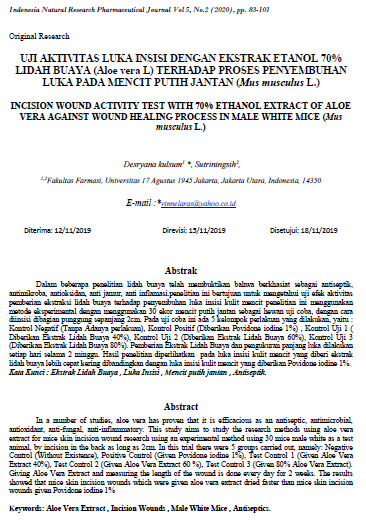 Indonesia Natural Research Pharmaceutical Journal Vol 5, No.2 (2020), pp. 83-101
Original Research
UJI AKTIVITAS LUKA INSISI DENGAN EKSTRAK ETANOL 70%
LIDAH BUAYA (Aloe vera L) TERHADAP PROSES PENYEMBUHAN
LUKA PADA MENCIT PUTIH JANTAN (Mus musculus L.)
INCISION WOUND ACTIVITY TEST WITH 70% ETHANOL EXTRACT OF ALOE
VERA AGAINST WOUND HEALING PROCESS IN MALE WHITE MICE (Mus
musculus L.)
Desryana kulsum1 *, Sutriningsih2,
1,2Fakultas Farmasi, Universitas 17 Agustus 1945 Jakarta, Jakarta Utara, Indonesia, 14350
E-mail :*yinnelaras@yahoo.co.id
Diterima: 12/11/2019 Direvisi: 15/11/2019 Disetujui: 18/11/2019
Abstrak
Dalam beberapa penelitian lidah buaya telah membuktikan bahwa berkhasiat sebagai antiseptik,
antimikroba, antioksidan, anti jamur, anti inflamasi penelitian ini bertujuan untuk mengetahui uji efek aktivitas
pemberian ekstraksi lidah buaya terhadap penyembuhan luka insisi kulit mencit penelitian ini menggunakan
metode eksperimental dengan menggunakan 30 ekor mencit putih jantan sebagai hewan uji coba, dengan cara
diinsisi dibagian punggung sepanjang 2cm. Pada uji coba ini ada 5 kelompok perlakuan yang dilakukan, yaitu :
Kontrol Negatif (Tanpa Adanya perlakuan), Kontrol Positif (Diberikan Povidone iodine 1%) , Kontrol Uji 1 (
Diberikan Ekstrak Lidah Buaya 40%), Kontrol Uji 2 (Diberikan Ekstrak Lidah Buaya 60%), Kontrol Uji 3
(Diberikan Ekstrak Lidah Buaya 80%). Pemberian Ekstrak Lidah Buaya dan pengukuran panjang luka dilakukan
setiap hari selama 2 minggu. Hasil penelitian diperlihatkan pada luka insisi kulit mencit yang diberi ekstrak
lidah buaya lebih cepat kering dibandingkan dengan luka insisi kulit mencit yang diberikan Povidone iodine 1%.
Kata Kunci : Ekstrak Lidah Buaya , Luka Insisi , Mencit putih jantan , Antiseptik.
Abstract
In a number of studies, aloe vera has proven that it is efficacious as an antiseptic, antimicrobial,
antioxidant, anti-fungal, anti-inflammatory. This study aims to study the research methods using aloe vera
extract for mice skin incision wound research using an experimental method using 30 mice male white as a test
animal, by incision in the back as long as 2cm. In this trial there were 5 groups carried out, namely: Negative
Control (Without Existence), Positive Control (Given Povidone iodine 1%), Test Control 1 (Given Aloe Vera
Extract 40%), Test Control 2 (Given Aloe Vera Extract 60 %), Test Control 3 (Given 80% Aloe Vera Extract).
Giving Aloe Vera Extract and measuring the length of the wound is done every day for 2 weeks. The results
showed that mice skin incision wounds which were given aloe vera extract dried faster than mice skin incision
wounds given Povidone iodine 1%
Keywords: Aloe Vera Extract , Incision Wounds , Male White Mice , Antiseptics.